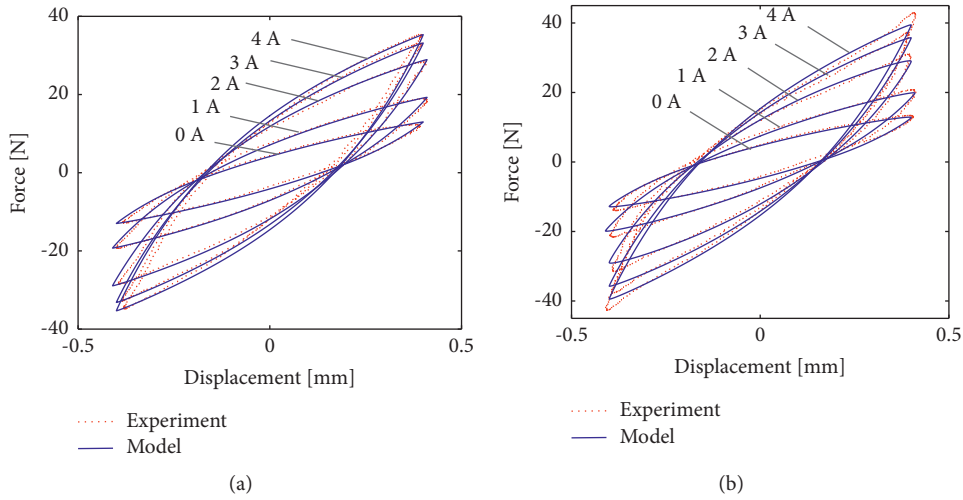 40
20
0
-20
-40
Force [N]
4 A
3 A
2 A
1 A
0 A
-0.5
0
0.5
Displacement [mm]
Experiment
Model
(a)
40
20
0
-20
-40
Force [N]
4 A
3 A
2 A
1 A
0 A
-0.5
0
0.5
Displacement [mm]
Experiment
Model
(b)